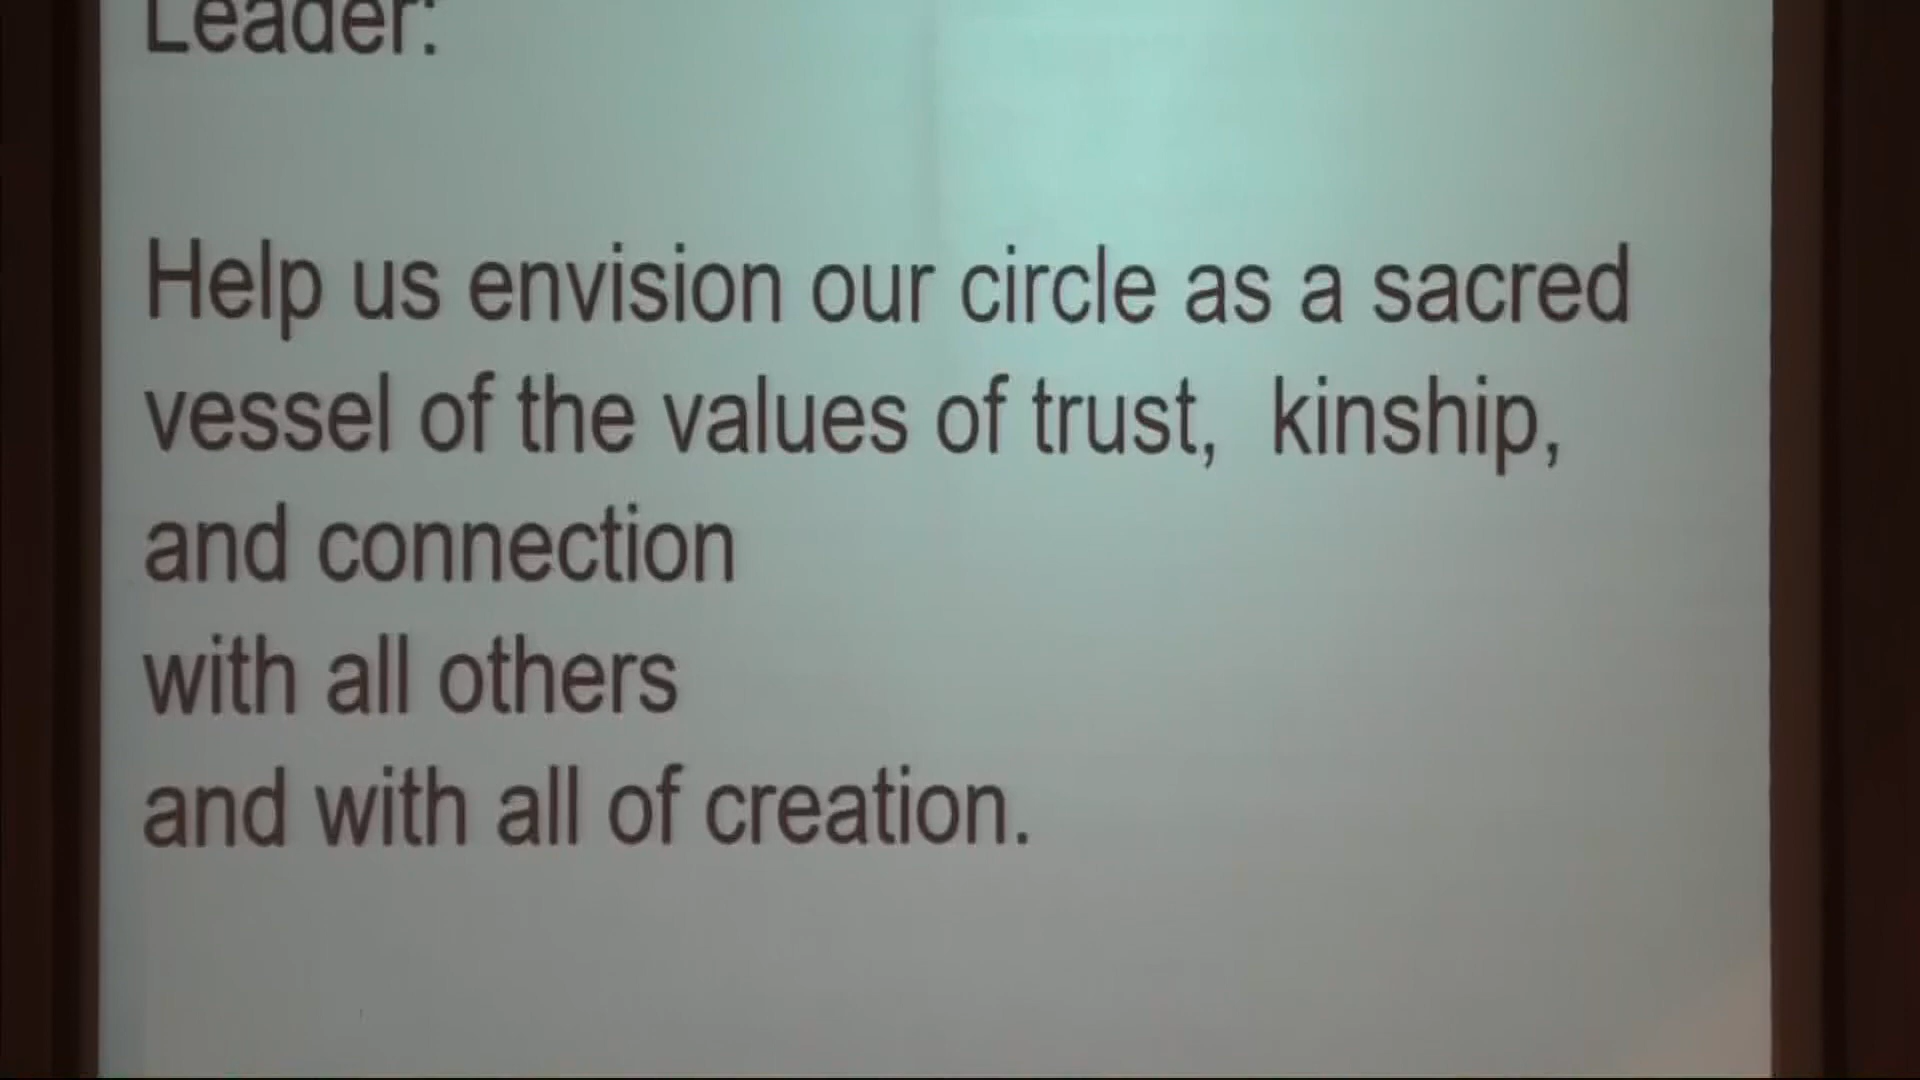 Leader:
Help us envision our circle as a sacred
vessel of the values of trust,  kinship,
and connection
with all others
and with all of creation.